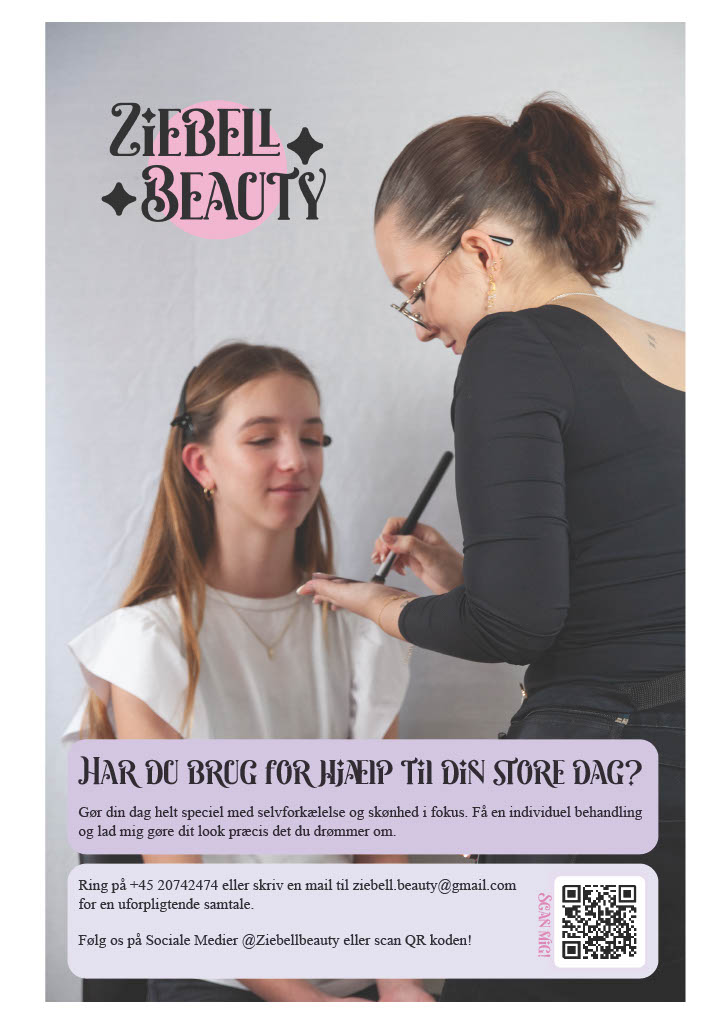 Ziebell
Beauty
Har du brug for hjælp til din store dag?
Gør din dag helt speciel med selvforkælelse og skønhed i fokus. Få en individuel behandling
og lad mig gøre dit look præcis det du drømmer om.
Ring på +45 20742474 eller skriv en mail til ziebell.beauty@gmail.com
for en uforpligtende samtale.
Følg os på Sociale Medier @Ziebellbeauty eller scan QR koden!
Scan mig!